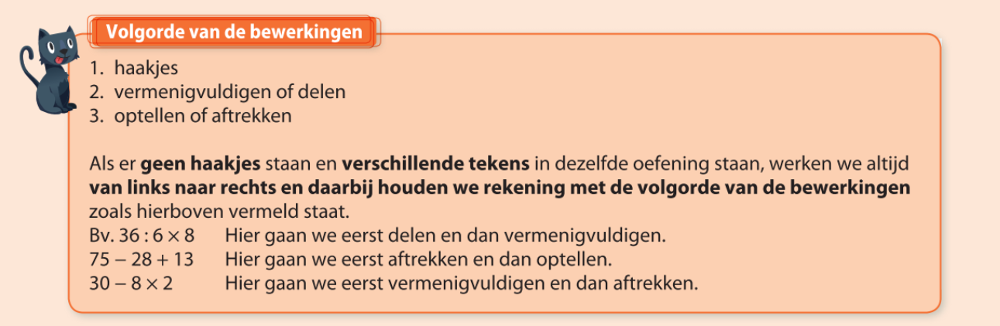 Volgorde van de bewerkingen
1. haakjes
2. vermenigvuldigen of delen
3. optellen of aftrekken
Als er geen haakjes staan en verschillende tekens in dezelfde oefening staan, werken we altijd
van links naar rechts en daarbij houden we rekening met de volgorde van de bewerkingen
zoals hierboven vermeld staat.
Bv. 36 : 6 × 8 Hier gaan we eerst delen en dan vermenigvuldigen.
75 − 28 + 13 Hier gaan we eerst aftrekken en dan optellen.
30 − 8 × 2 Hier gaan we eerst vermenigvuldigen en dan aftrekken.